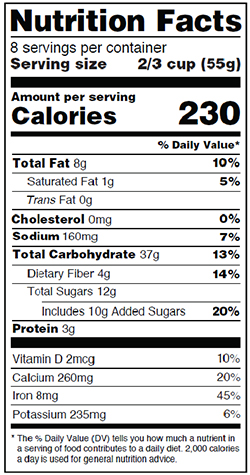 Nutrition Facts
8 servings per container
Serving size 2/3 cup (55g)
Amount per serving
Calories 230
% Daily Value*
Total Fat 8g 10%
Saturated Fat 1g 5%
Trans Fat 0g
Cholesterol 0mg 0%
Sodium 160mg 7%
Total Carbohydrate 37g 13%
Dietary Fiber 4g 14%
Total Sugars 12g
Includes 10g Added Sugars 20%
Protein 3g
Vitamin D 2mcg 10%
Calcium 260mg 20%
Iron 8mg 45%
Potassium 235mg 6%
* The % Daily Value (DV) tells you how much a nutrient in
a serving of food contributes to a daily diet. 2,000 calories
a day is used for general nutrition advice.